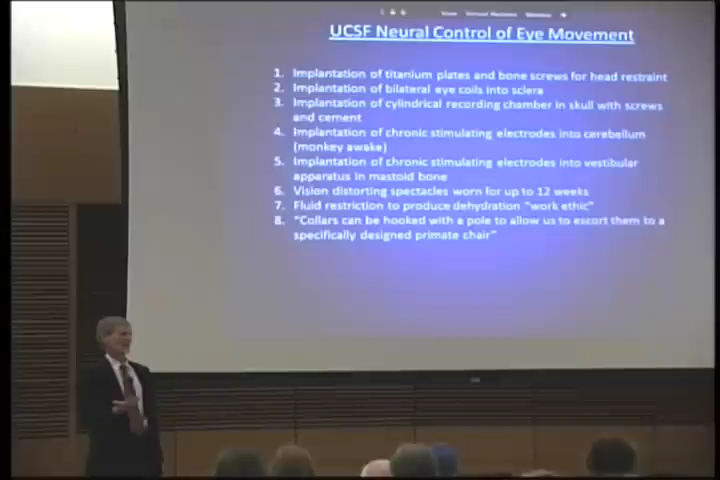 UCSF Neural Control of Eye Movement
1. Implantation of titanium plates and bone screws for head restraint
2. Implantation of bilateral eye coils into sclera
3. Implantation of cylindrical recording chamber in skull with screws
and cement
4. Implantation of chronic stimulating electrodes into cerebellum
(monkey awake)
5. Implantation of chronic stimulating electrodes into vestibular
apparatus in mastoid bone
6. Vision distorting spectacles worn for up to 12 weeks
7. Fluid restriction to produce dehydration "work ethic"
8. "Collars can be hooked with a pole to allow us to escort them to a
specifically designed primate chair"